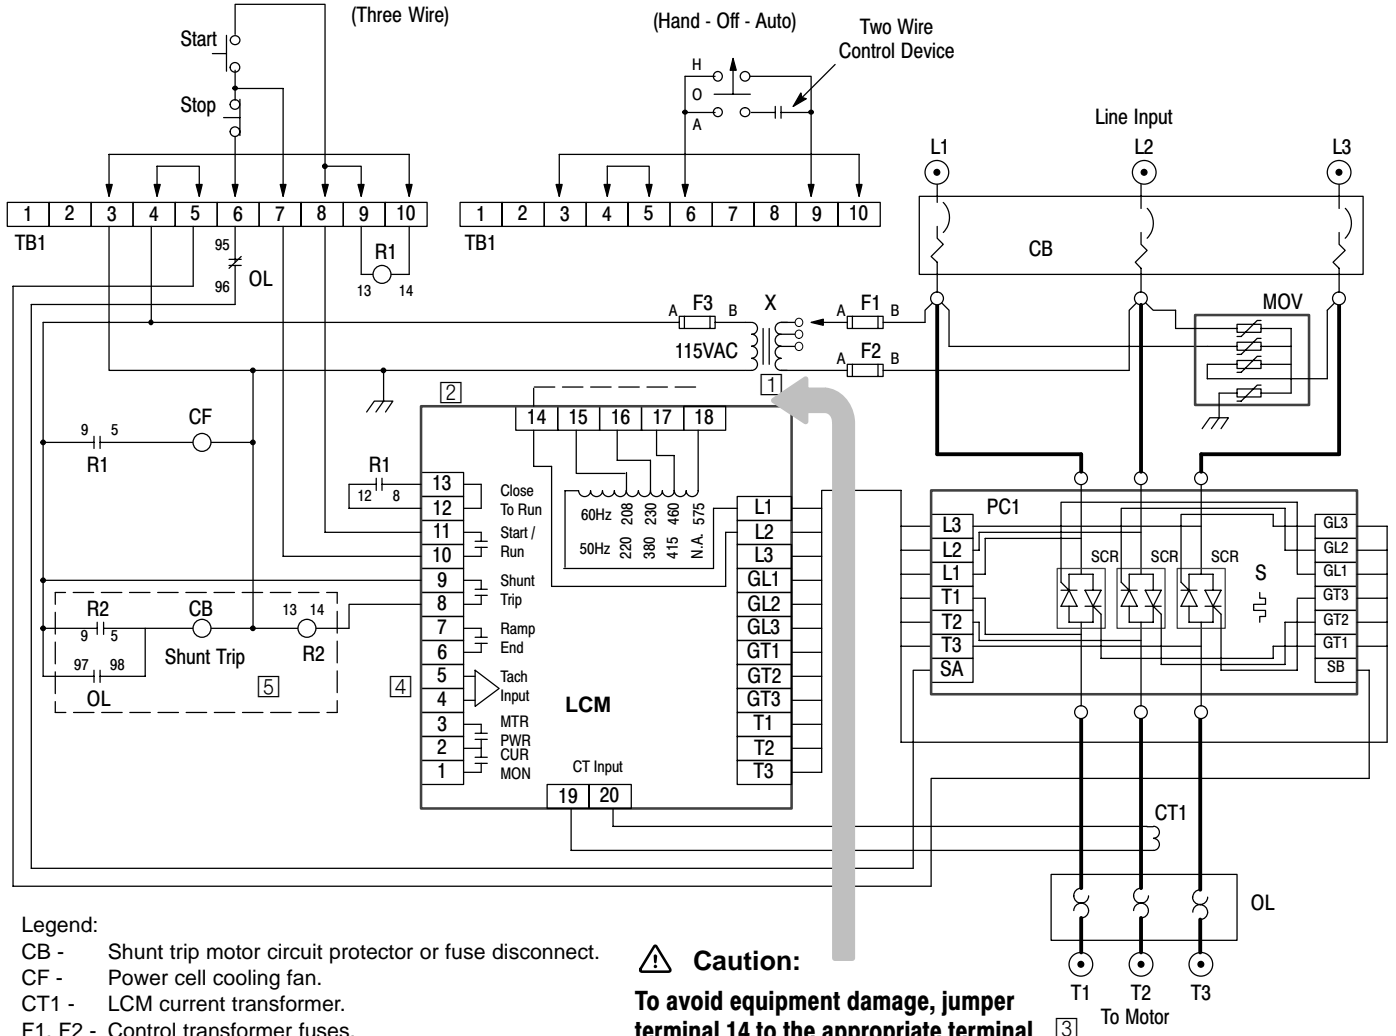 (Three Wire)
(Hand - Off - Auto)
Two Wire
Control Device
Start
Stop
H
O
A
Line Input
L1
L2
L3
1 2 3 4 5 6 7 8 9 10
TB1
1 2 3 4 5 6 7 8 9 10
TB1
CB
95
96
OL
R1
13 14
MOV
A F3 B
X
A F1 B
115VAC
A F2 B
1
2
14 15 16 17 18
CF
9 5
R1
R1
12 8
13
12
11
10
9
8
7
6
5
4
3
2
1
Close
To Run
Start /
Run
Shunt
Trip
Ramp
End
Tach
Input
MTR
PWR
CUR
MON
60Hz 208 230 460 575
50Hz 220 380 415 N.A.
L1
L2
L3
GL1
GL2
GL3
GT1
GT2
GT3
T1
T2
T3
LCM
CT Input
19 20
R2
9 5
CB
13 14
R2
Shunt Trip
97 98
OL
5
4
PC1
L3
L2
L1
T1
T2
T3
SA
SCR
SCR
SCR
S
GL3
GL2
GL1
GT3
GT2
GT1
SB
CT1
OL
T1 T2 T3
To Motor
3
Legend:
CB - Shunt trip motor circuit protector or fuse disconnect.
CF - Power cell cooling fan.
CT1 - LCM current transformer.
F1, F2 - Control transformer fuses.
Caution:
To avoid equipment damage, jumper
terminal 14 to the appropriate terminal